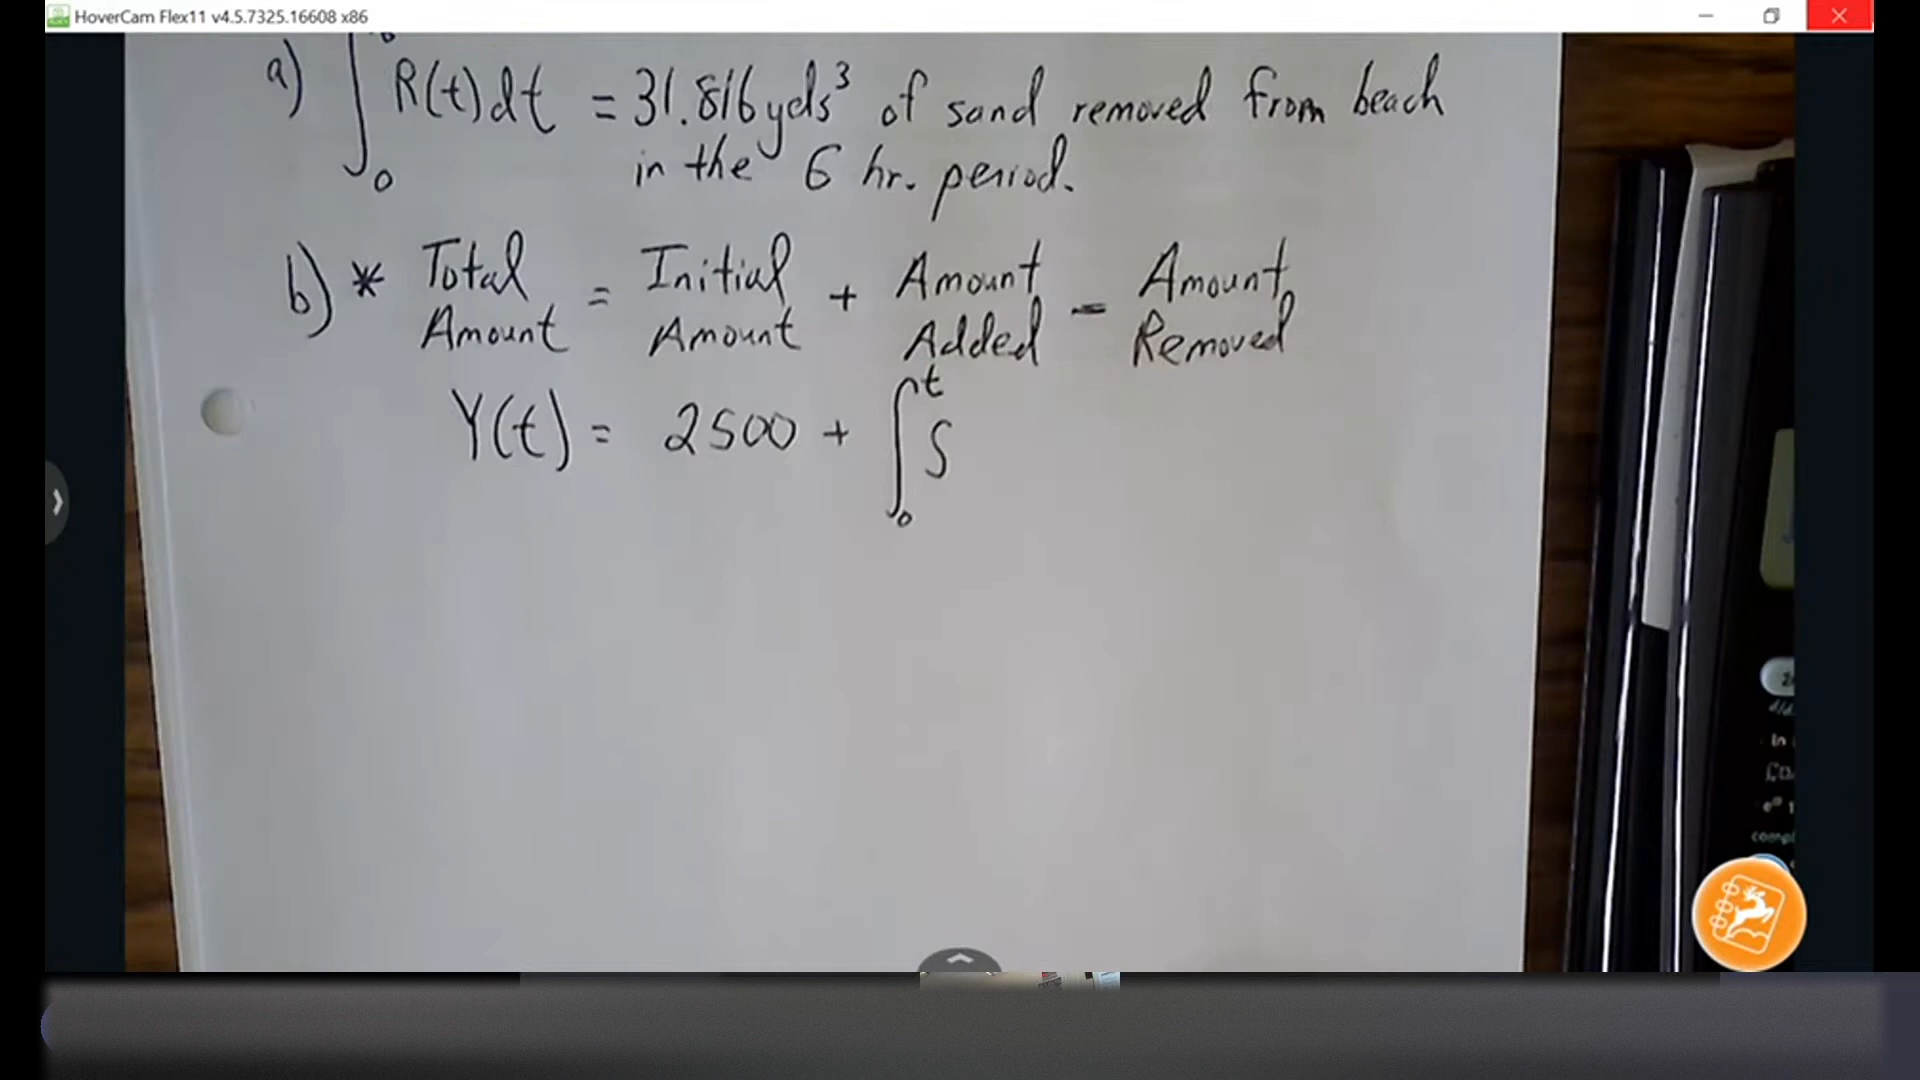 HoverCam Flex11 v4.5.7325.16608 x86
a) ∫₀ R(t)dt = 31.816 yds³ of sand removed from beach
in the 6 hr. period.
b) * Total Amount = Initial Amount + Amount Added - Amount Removed
Y(t) = 2500 + ∫₀ᵗ S